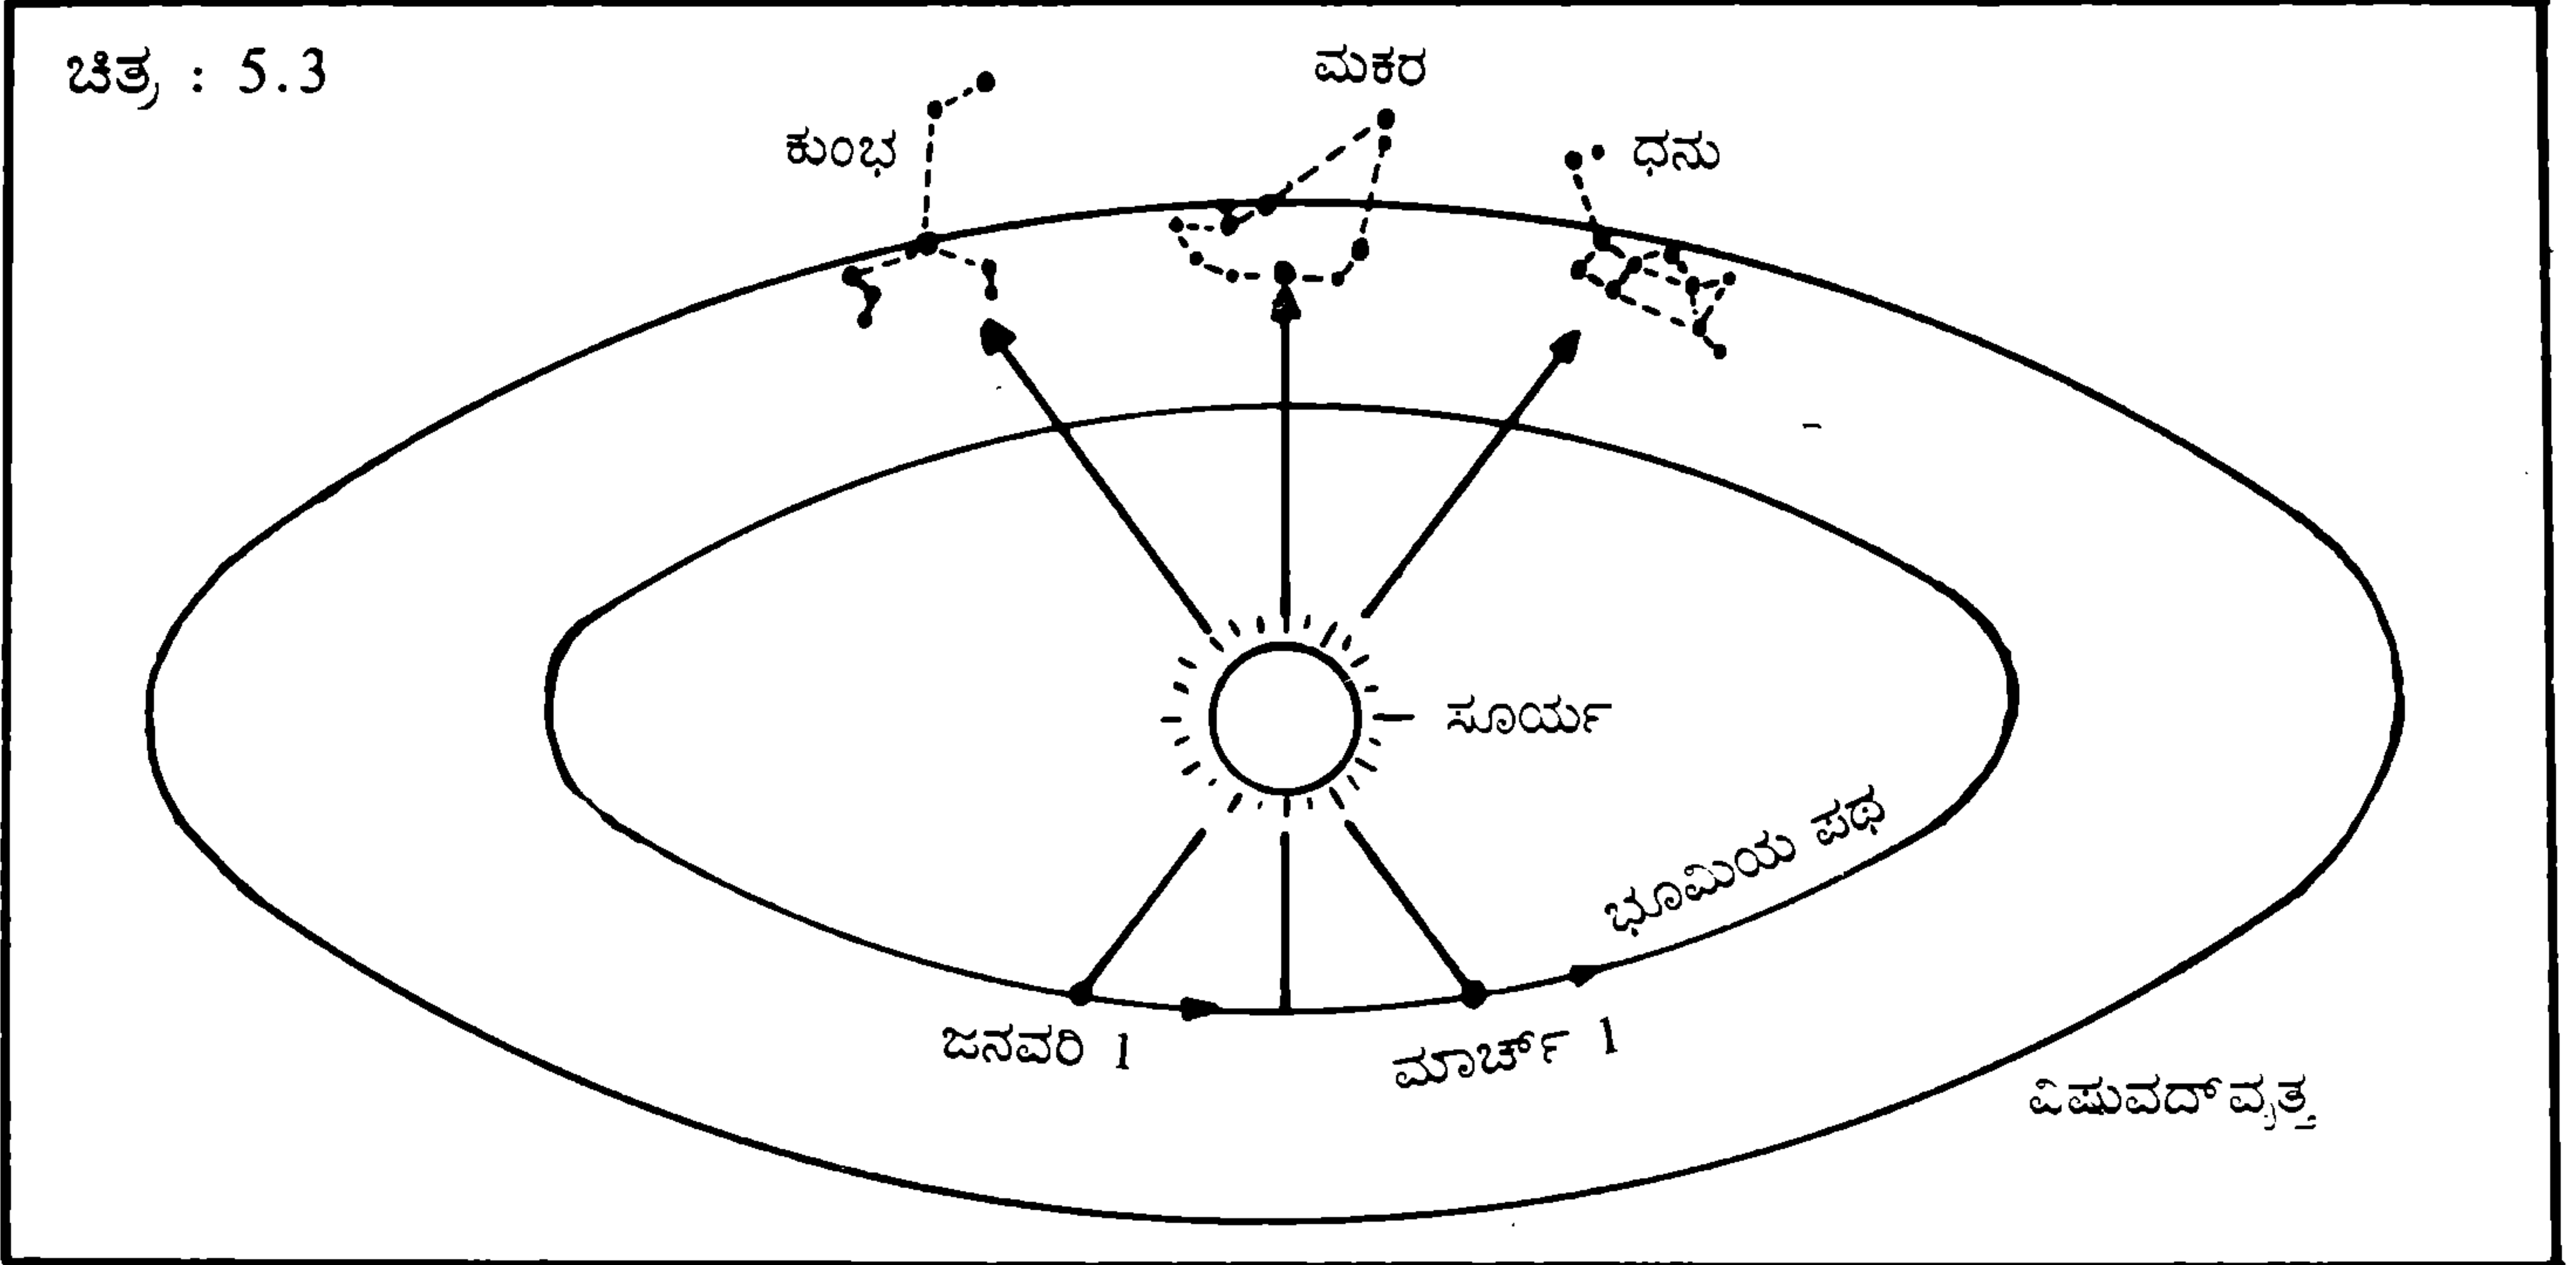 ಚಿತ್ರ : 5.3
ಮಕರ
ಕುಂಭ
ಧನು
ಸೂರ್ಯ
ಭೂಮಿಯ ಪಥ
ಜನವರಿ 1
ಮಾರ್ಚ್ 1
ವಿಷುವದ್‌ವೃತ್ತ